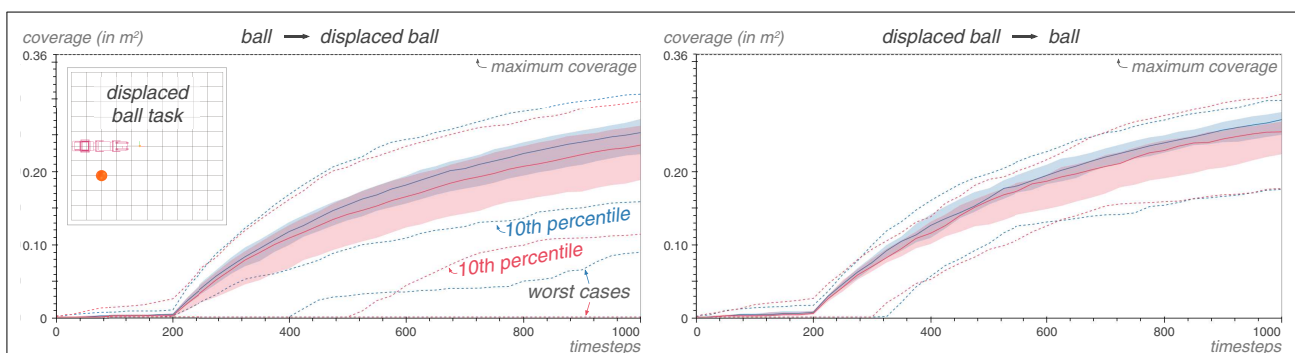 coverage (in m²)
ball → displaced ball
0.36
maximum coverage
displaced
ball task
0.20
10th percentile
0.10
10th percentile
worst cases
0
0 200 400 600 800 1000
timesteps
coverage (in m²)
displaced ball → ball
0.36
maximum coverage
0.20
0.10
0
0 200 400 600 800 1000
timesteps